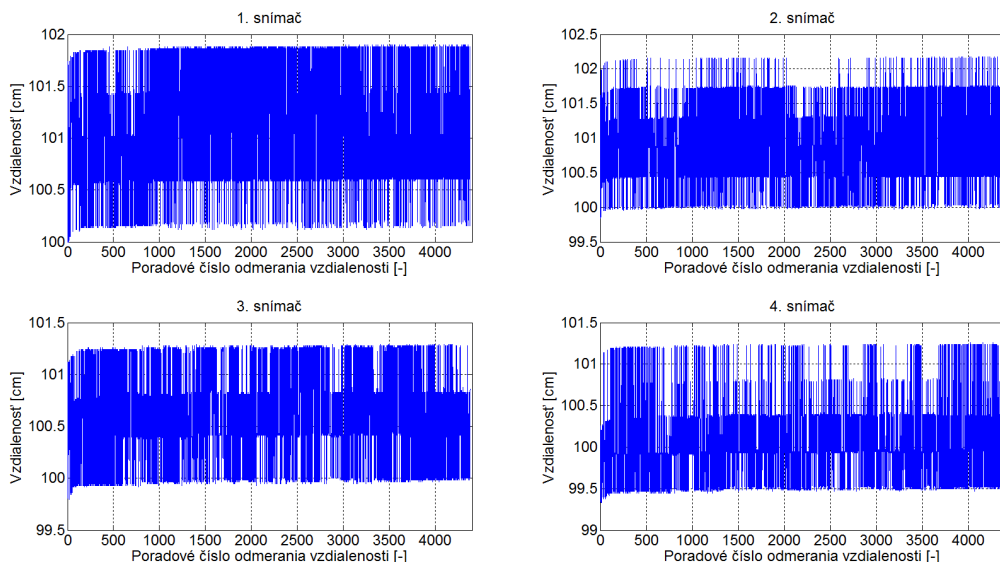 1. snímač
102
101.5
101
100.5
100
Vzdialenosť [cm]
0 500 1000 1500 2000 2500 3000 3500 4000
Poradové číslo odmerania vzdialenosti [-]
2. snímač
102.5
102
101.5
101
100.5
100
99.5
Vzdialenosť [cm]
0 500 1000 1500 2000 2500 3000 3500 4000
Poradové číslo odmerania vzdialenosti [-]
3. snímač
101.5
101
100.5
100
99.5
Vzdialenosť [cm]
0 500 1000 1500 2000 2500 3000 3500 4000
Poradové číslo odmerania vzdialenosti [-]
4. snímač
101.5
101
100.5
100
99.5
99
Vzdialenosť [cm]
0 500 1000 1500 2000 2500 3000 3500 4000
Poradové číslo odmerania vzdialenosti [-]